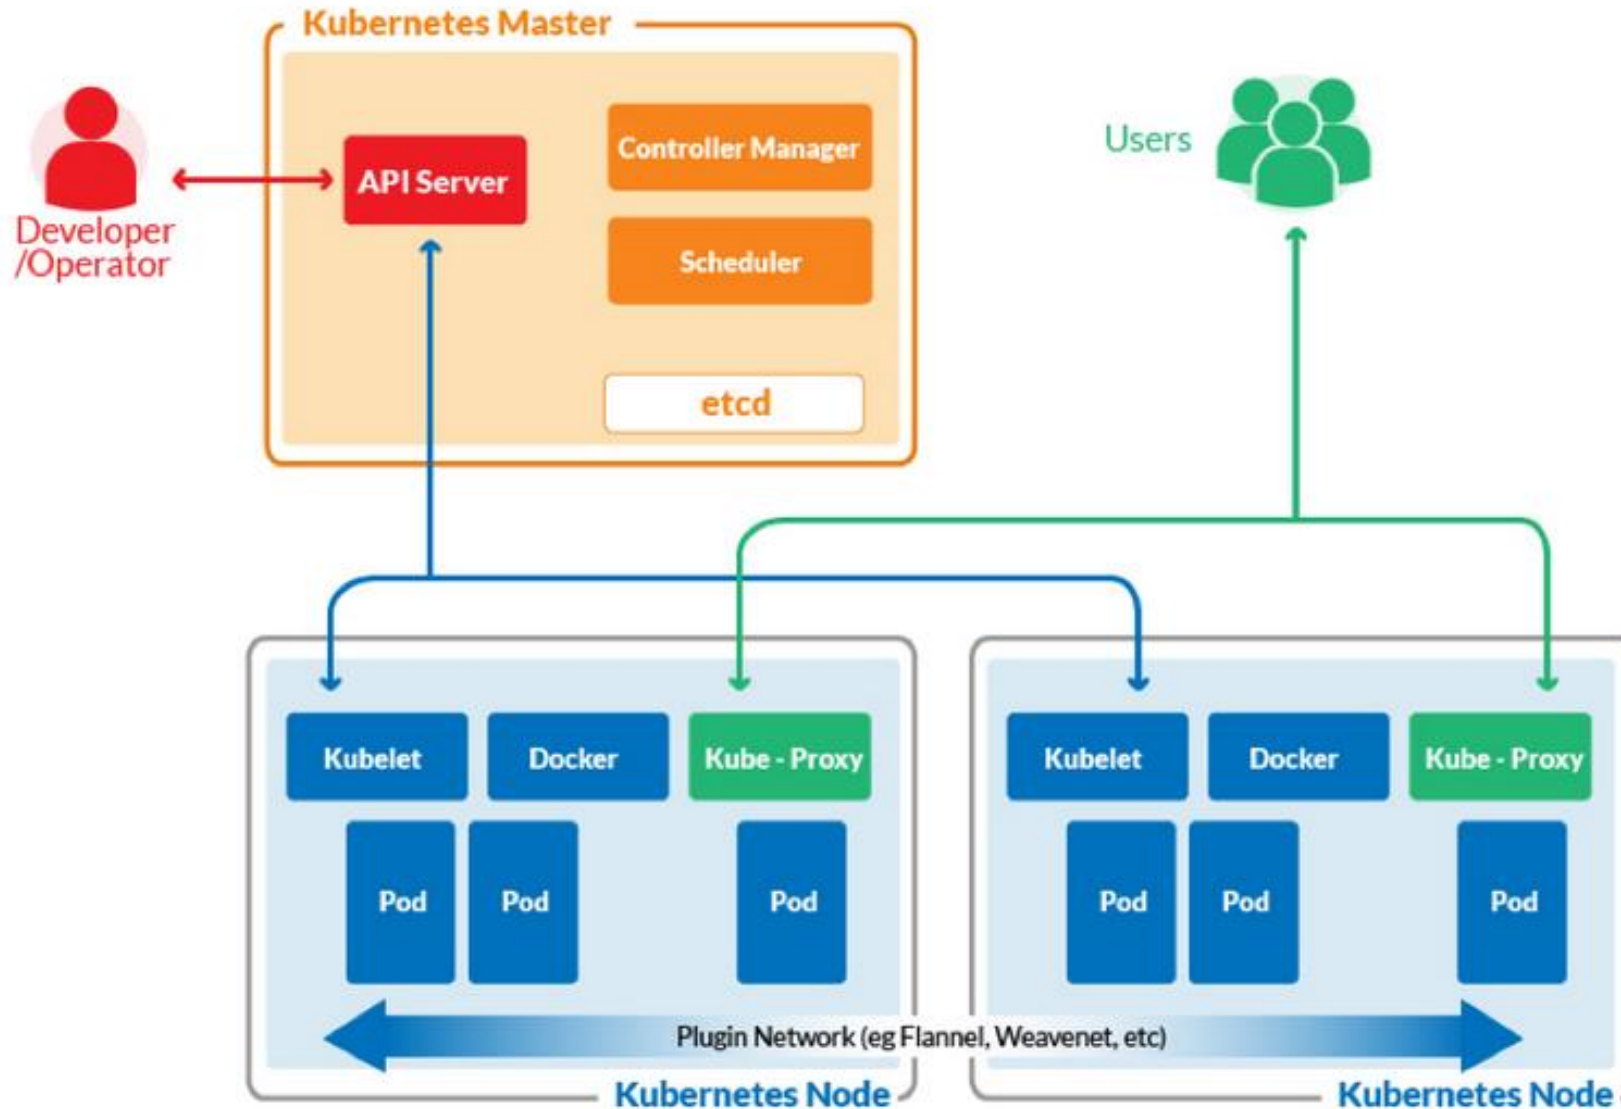 Kubernetes Master
API Server
Controller Manager
Scheduler
etcd
Developer
/Operator
Users
Kubelet
Docker
Kube - Proxy
Pod
Pod
Pod
Kubelet
Docker
Kube - Proxy
Pod
Pod
Pod
Plugin Network (eg Flannel, Weavenet, etc)
Kubernetes Node
Kubernetes Node